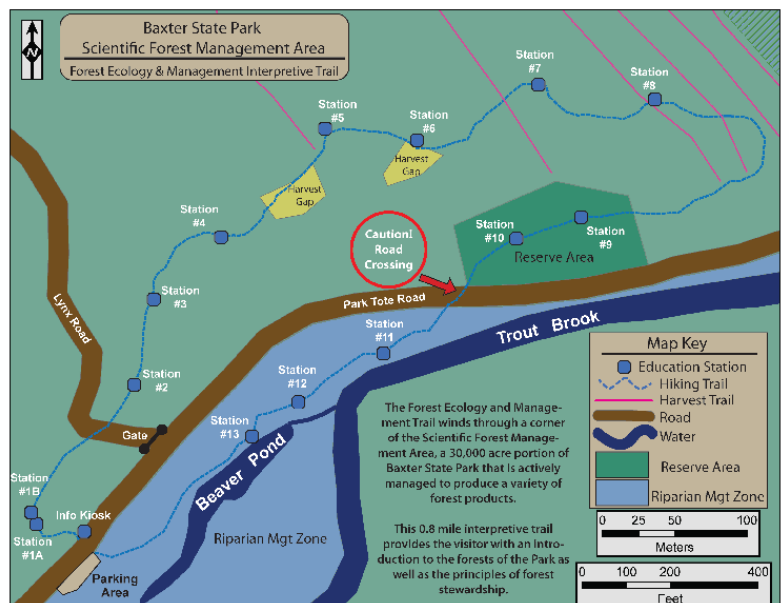 Baxter State Park
Scientific Forest Management Area
Forest Ecology & Management Interpretive Trail
N
Station
#7
Station
#8
Station
#5
Station
#6
Harvest
Gap
Harvest
Gap
Station
#4
Station
#10
Station
#9
Reserve Area
Caution!
Road
Crossing
Station
#3
Lynx Road
Park Tote Road
Station
#11
Trout Brook
Station
#2
Station
#12
Station
#13
Gate
Beaver Pond
Station
#1B
Info Kiosk
Station
#1A
Parking
Area
Riparian Mgt Zone
The Forest Ecology and Manage-
ment Trail winds through a corner
of the Scientific Forest Manage-
ment Area, a 30,000 acre portion of
Baxter State Park that is actively
managed to produce a variety of
forest products.
This 0.8 mile interpretive trail
provides the visitor with an intro-
duction to the forests of the Park as
well as the principles of forest
stewardship.
Map Key
Education Station
Hiking Trail
Harvest Trail
Road
Water
Reserve Area
Riparian Mgt Zone
0 25 50 100
Meters
0 100 200 400
Feet